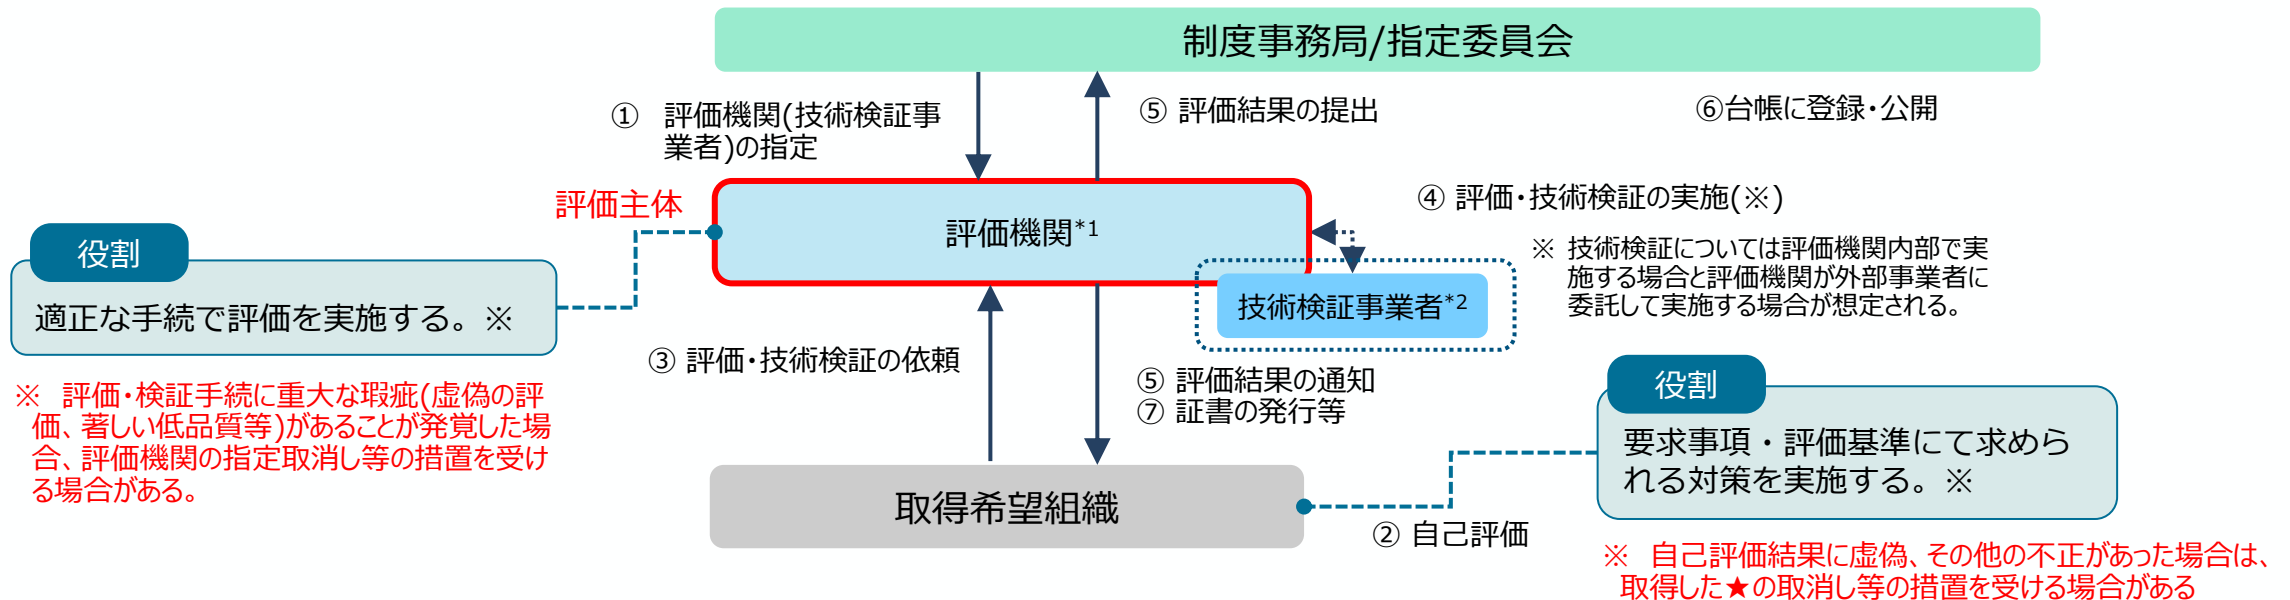 制度事務局/指定委員会
① 評価機関(技術検証事
業者)の指定
⑤ 評価結果の提出
⑥台帳に登録・公開
評価主体
評価機関*1
④ 評価・技術検証の実施(※)
※ 技術検証については評価機関内部で実
施する場合と評価機関が外部事業者に
委託して実施する場合が想定される。
技術検証事業者*2
役割
適正な手続で評価を実施する。※
※ 評価・検証手続に重大な瑕疵(虚偽の評
価、著しい低品質等)があることが発覚した場
合、評価機関の指定取消し等の措置を受け
る場合がある。
③ 評価・技術検証の依頼
⑤ 評価結果の通知
⑦ 証書の発行等
役割
要求事項・評価基準にて求めら
れる対策を実施する。※
取得希望組織
② 自己評価
※ 自己評価結果に虚偽、その他の不正があった場合は、
取得した★の取消し等の措置を受ける場合がある